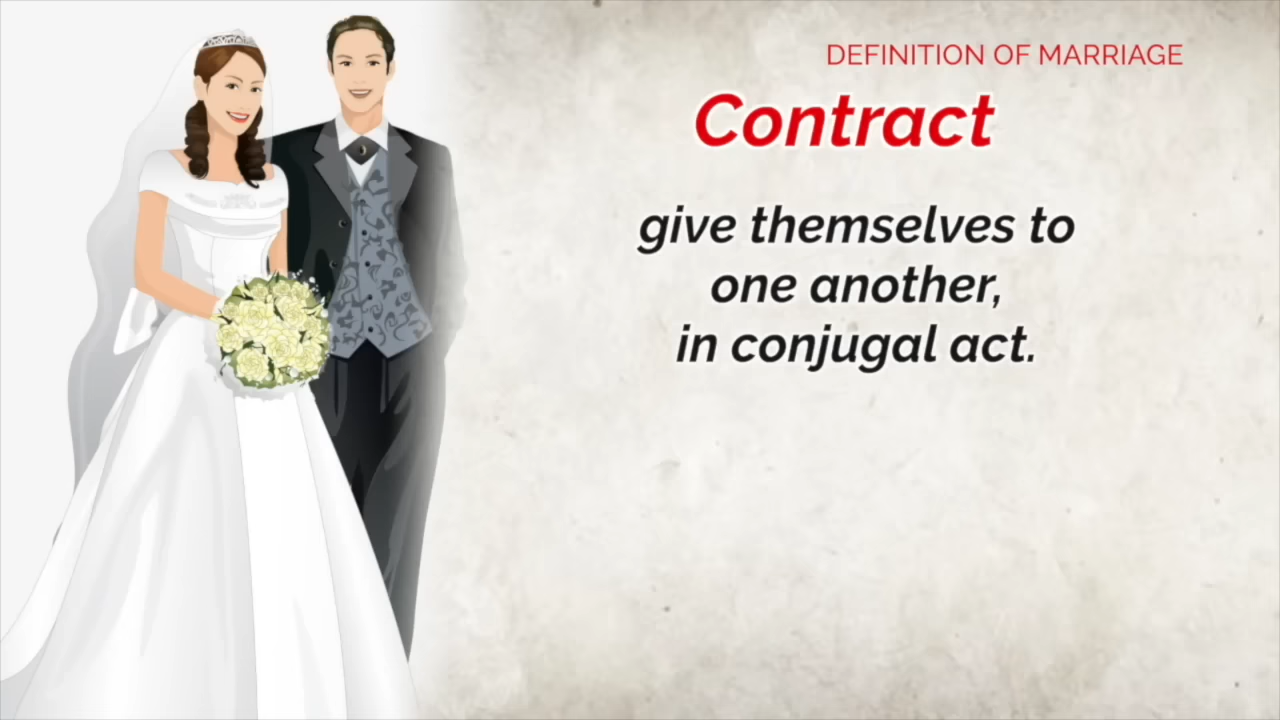 DEFINITION OF MARRIAGE
Contract
give themselves to
one another,
in conjugal act.